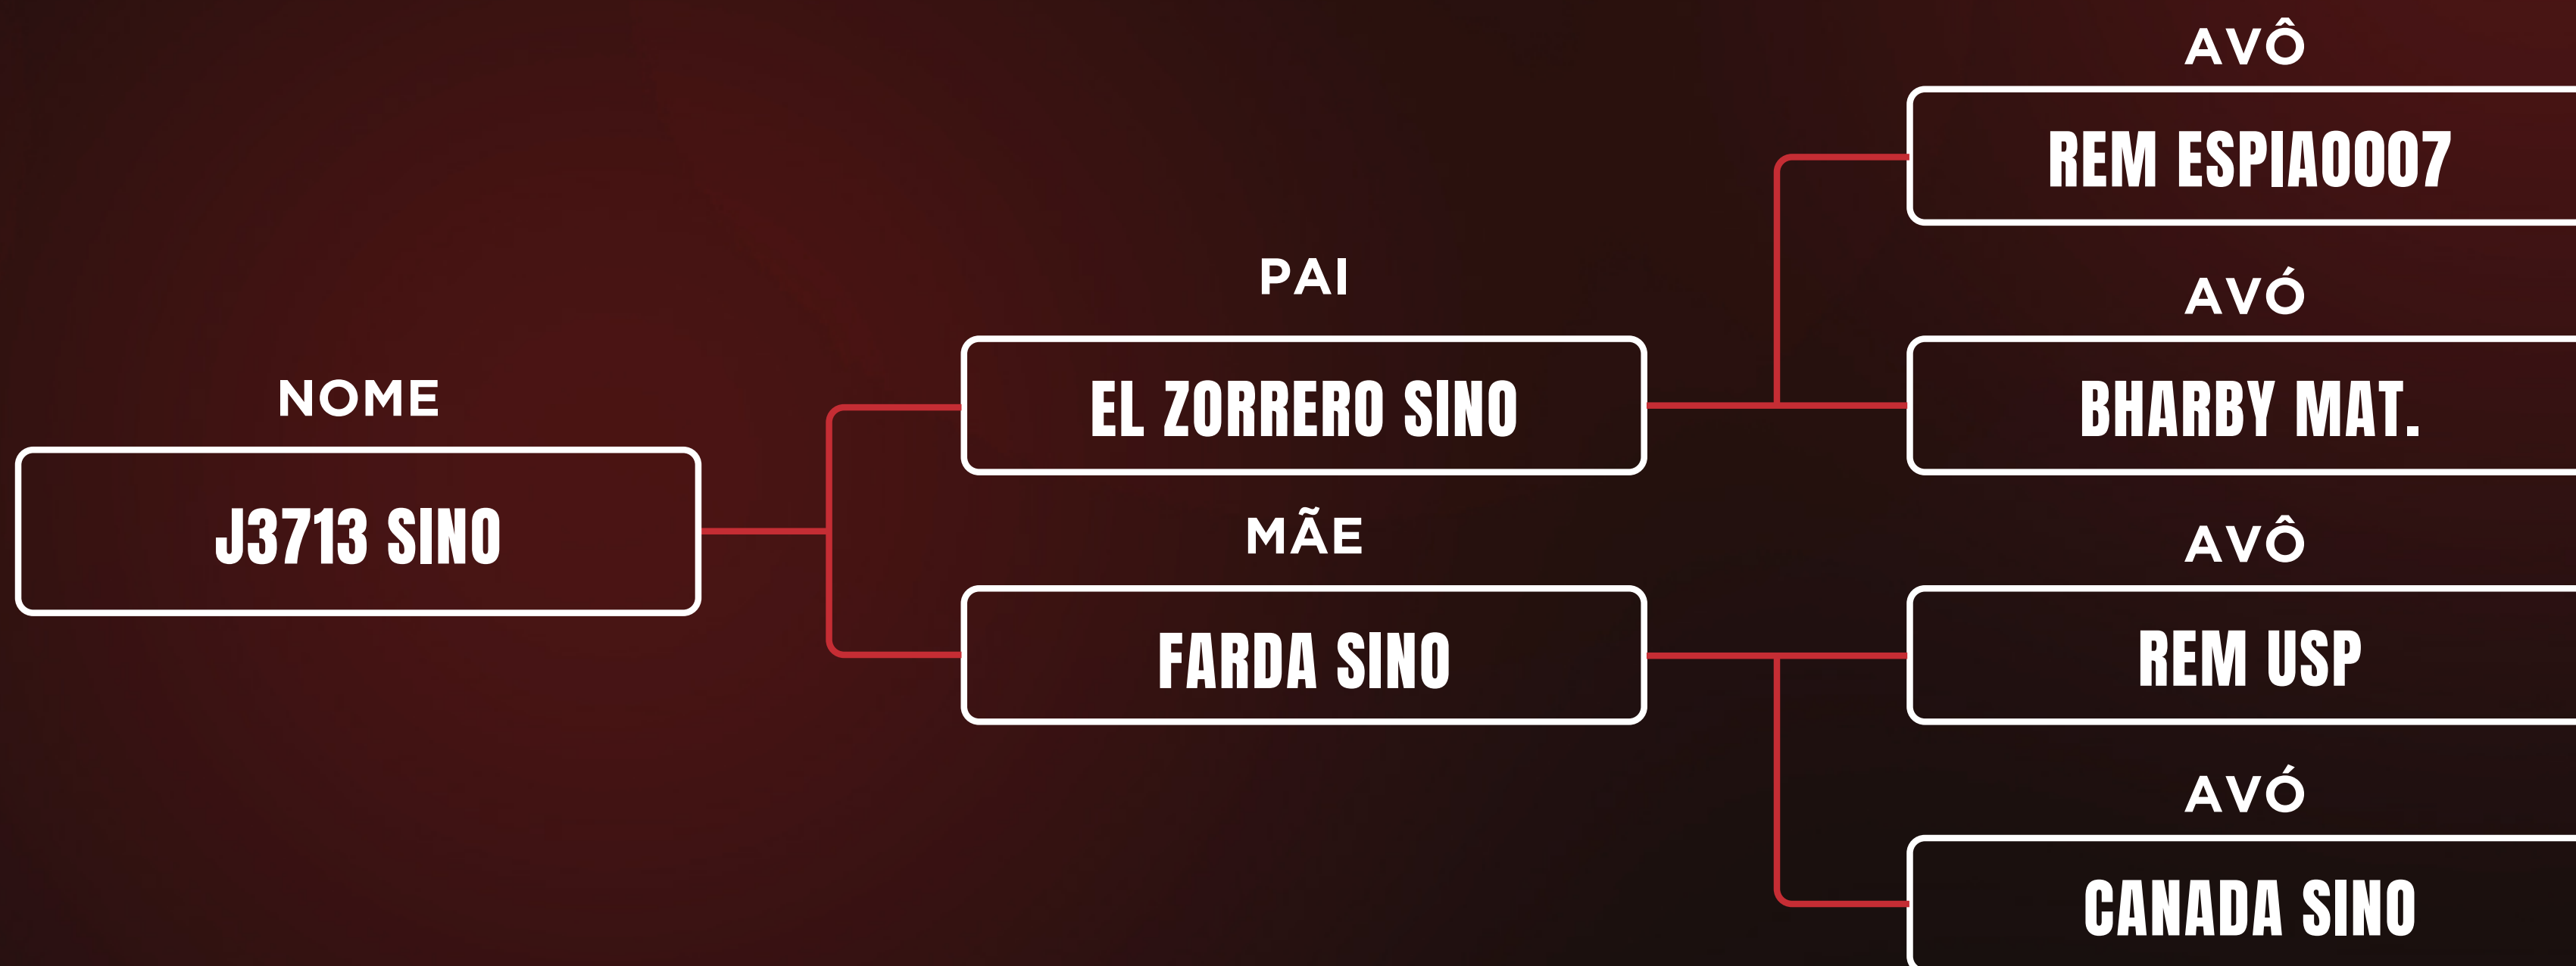 NOME
J3713 SINO
PAI
EL ZORRERO SINO
MÃE
FARDA SINO
AVÔ
REM ESPIA0007
AVÓ
BHARBY MAT.
AVÔ
REM USP
AVÓ
CANADA SINO